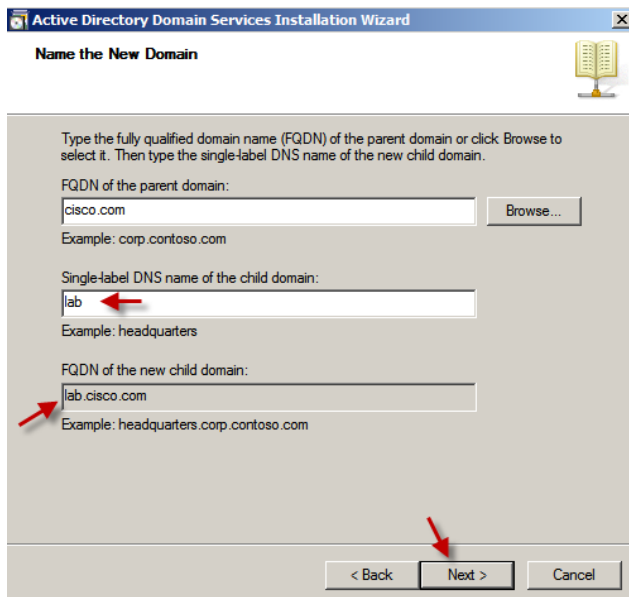 Active Directory Domain Services Installation Wizard
Name the New Domain
Type the fully qualified domain name (FQDN) of the parent domain or click Browse to
select it. Then type the single-label DNS name of the new child domain.
FQDN of the parent domain:
cisco.com
Browse...
Example: corp.contoso.com
Single-label DNS name of the child domain:
lab
Example: headquarters
FQDN of the new child domain:
lab.cisco.com
Example: headquarters.corp.contoso.com
< Back
Next >
Cancel